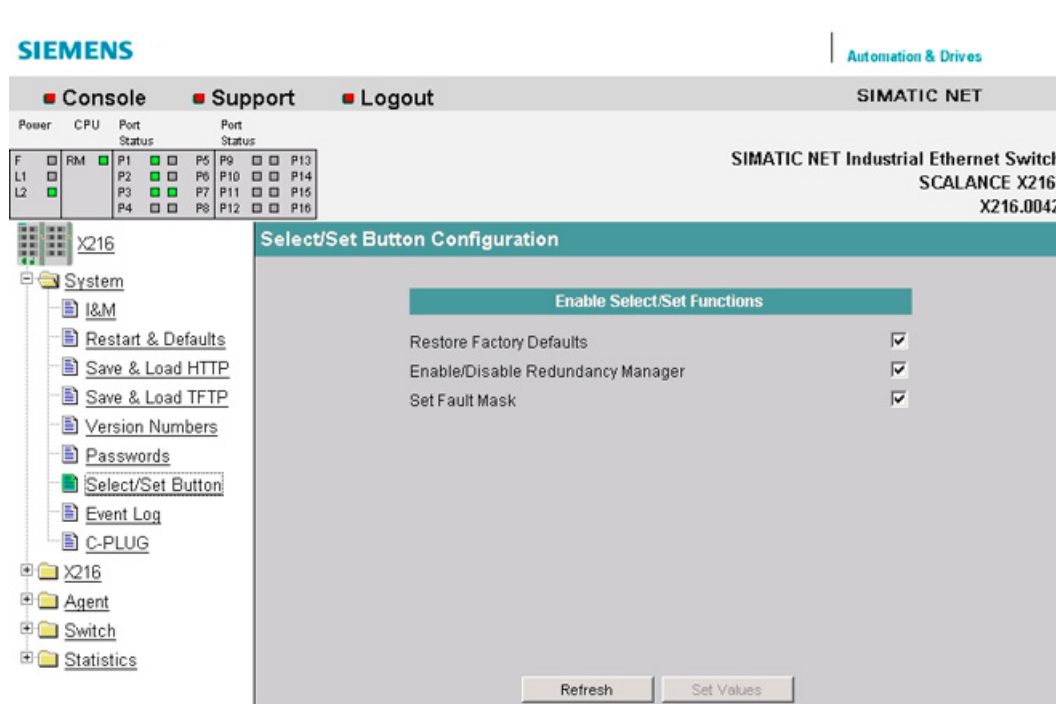 SIEMENS
Automation & Drives
Console Support Logout SIMATIC NET
Power CPU Port Status Port Status
F RM P1 P5 P9 P13
L1 P2 P6 P10 P14
L2 P3 P7 P11 P15
P4 P8 P12 P16
SIMATIC NET Industrial Ethernet Switch
SCALANCE X216
X216.0042
X216
Select/Set Button Configuration
System
I&M
Restart & Defaults
Save & Load HTTP
Save & Load TFTP
Version Numbers
Passwords
Select/Set Button
Event Log
C-PLUG
X216
Agent
Switch
Statistics
Enable Select/Set Functions
Restore Factory Defaults
Enable/Disable Redundancy Manager
Set Fault Mask
Refresh Set Values